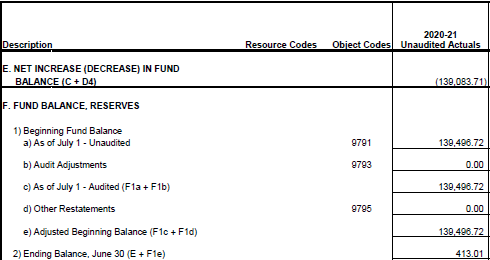 2020-21
Description Resource Codes Object Codes Unaudited Actuals
E. NET INCREASE (DECREASE) IN FUND
BALANCE (C + D4) (139,083.71)
F. FUND BALANCE, RESERVES
1) Beginning Fund Balance
a) As of July 1 - Unaudited 9791 139,496.72
b) Audit Adjustments 9793 0.00
c) As of July 1 - Audited (F1a + F1b) 139,496.72
d) Other Restatements 9795 0.00
e) Adjusted Beginning Balance (F1c + F1d) 139,496.72
2) Ending Balance, June 30 (E + F1e) 413.01